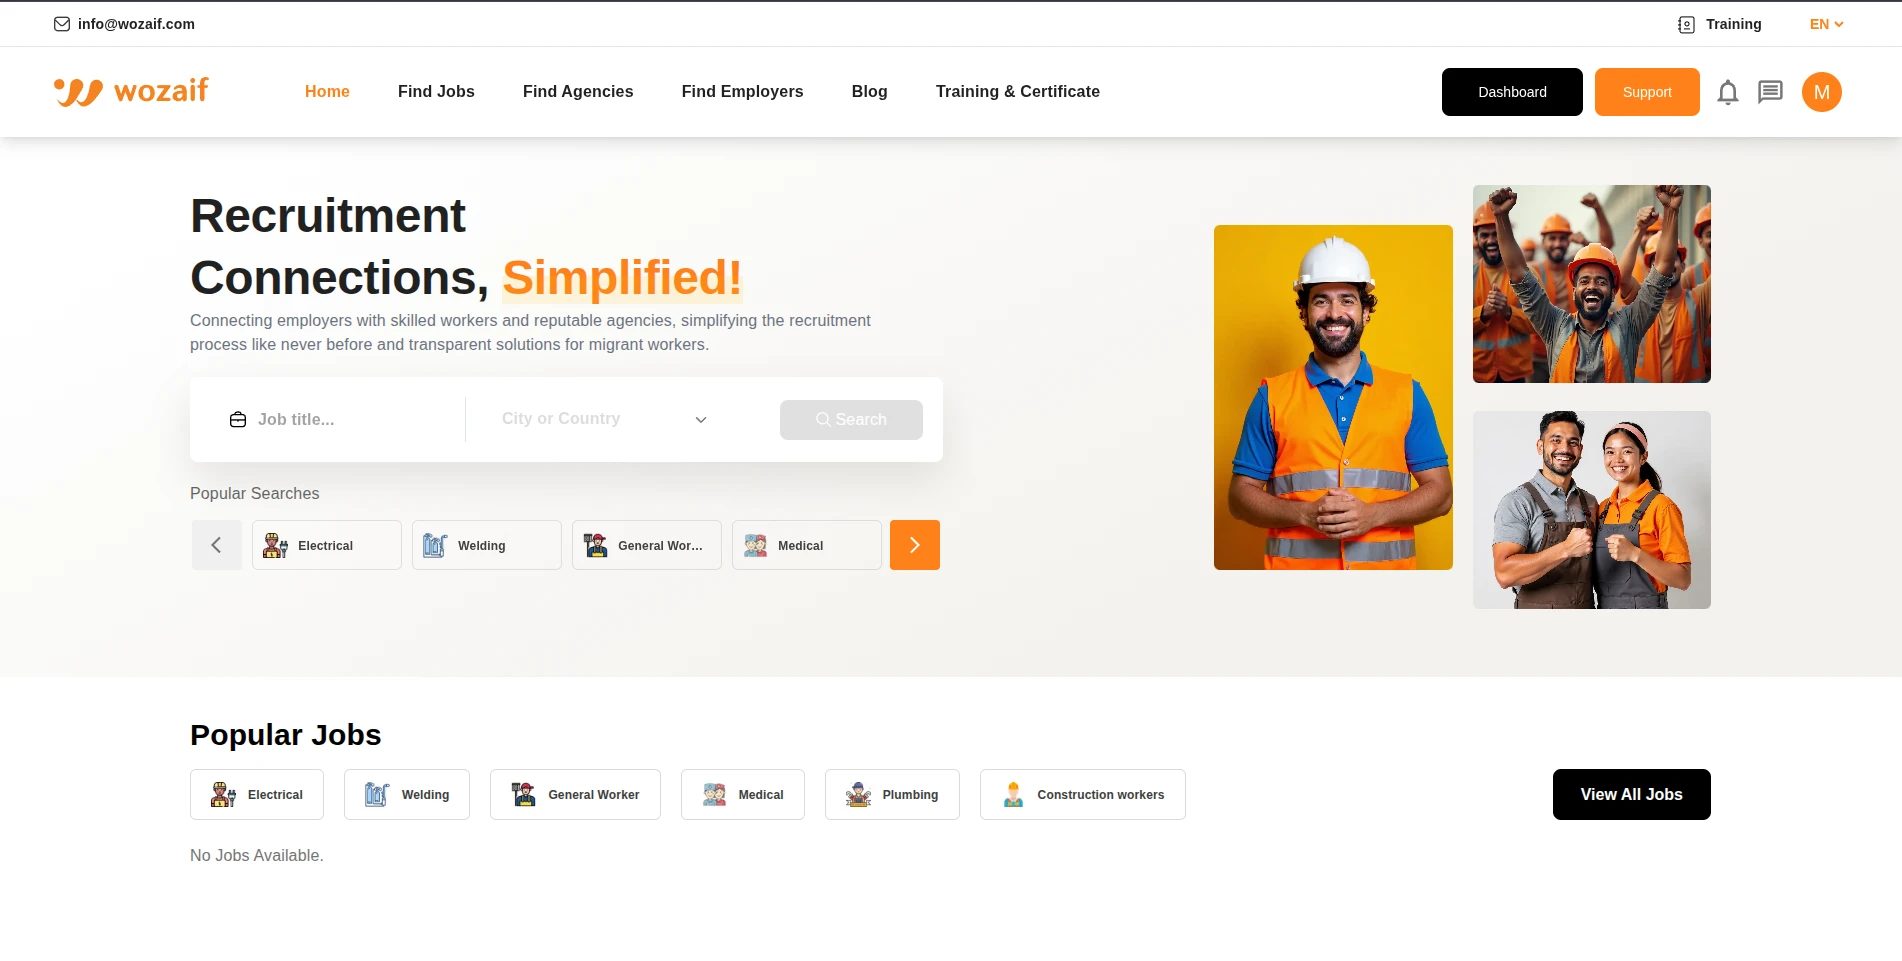 info@wozaif.com
Training
EN
wozaif
Home
Find Jobs
Find Agencies
Find Employers
Blog
Training & Certificate
Dashboard
Support
M
Recruitment
Connections, Simplified!
Connecting employers with skilled workers and reputable agencies, simplifying the recruitment
process like never before and transparent solutions for migrant workers.
Job title...
City or Country
Search
Popular Searches
Electrical
Welding
General Wor...
Medical
Popular Jobs
Electrical
Welding
General Worker
Medical
Plumbing
Construction workers
View All Jobs
No Jobs Available.